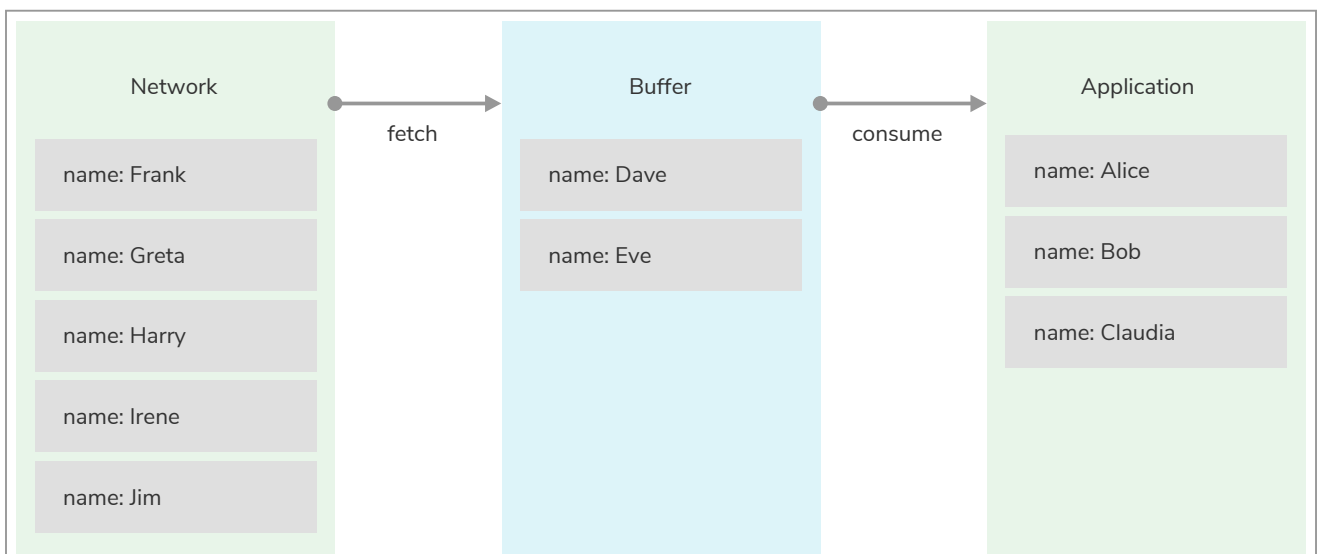 Network
fetch
Buffer
consume
Application
name: Frank
name: Greta
name: Harry
name: Irene
name: Jim
name: Dave
name: Eve
name: Alice
name: Bob
name: Claudia